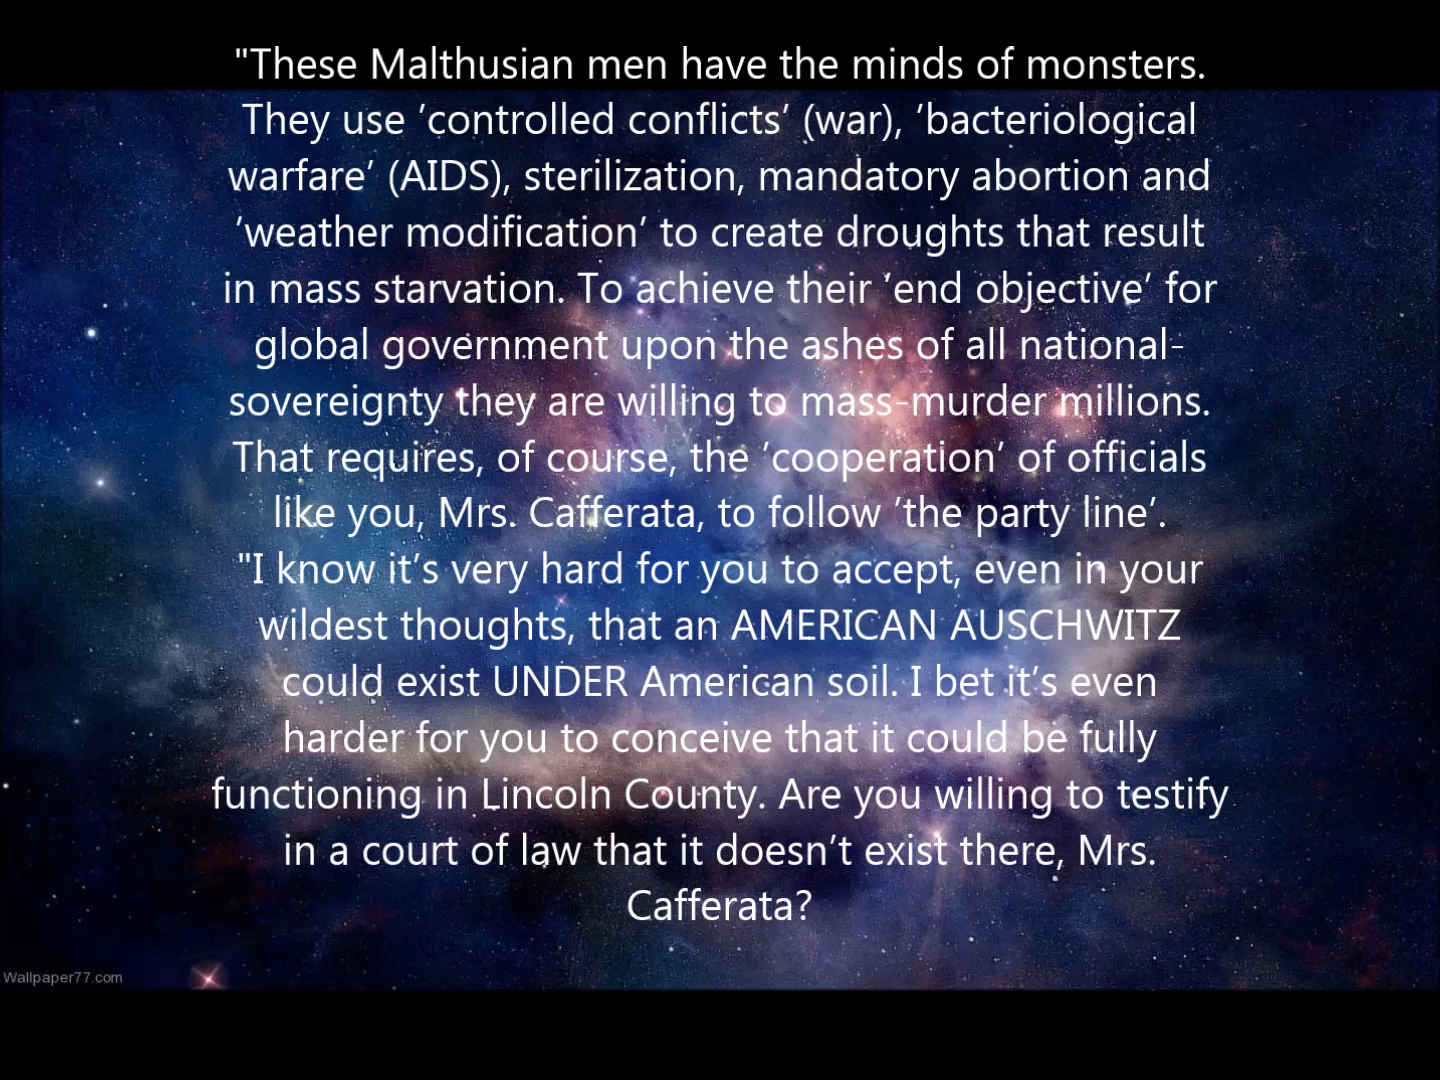 "These Malthusian men have the minds of monsters.
They use ‘controlled conflicts’ (war), ‘bacteriological
warfare’ (AIDS), sterilization, mandatory abortion and
‘weather modification’ to create droughts that result
in mass starvation. To achieve their ‘end objective’ for
global government upon the ashes of all national-
sovereignty they are willing to mass-murder millions.
That requires, of course, the ‘cooperation’ of officials
like you, Mrs. Cafferata, to follow ‘the party line’.
"I know it’s very hard for you to accept, even in your
wildest thoughts, that an AMERICAN AUSCHWITZ
could exist UNDER American soil. I bet it’s even
harder for you to conceive that it could be fully
functioning in Lincoln County. Are you willing to testify
in a court of law that it doesn’t exist there, Mrs.
Cafferata?
Wallpaper77.com